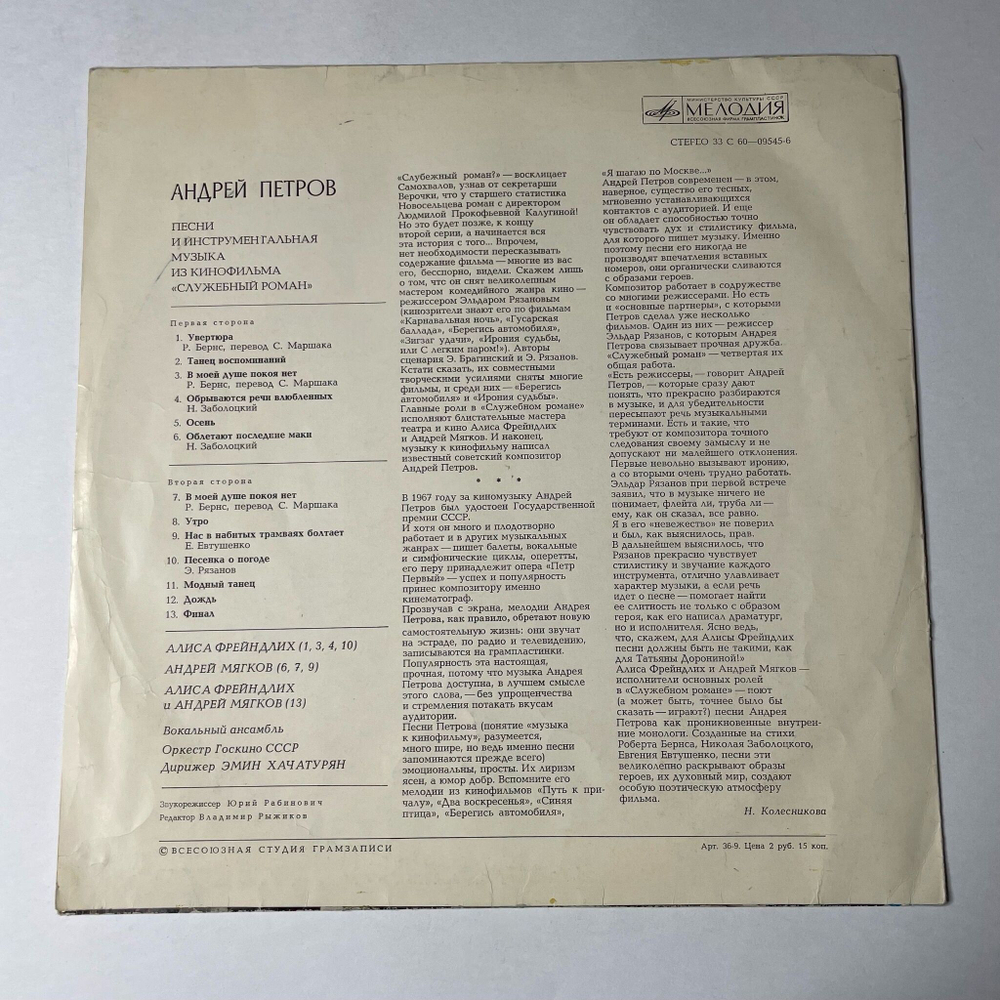 МИНИСТЕРСТВО КУЛЬТУРЫ СССР
МЕЛОДИЯ
ВСЕСОЮЗНАЯ ФИРМА ГРАМПЛАСТИНОК
СТЕРЕО 33 С 60—09545-6
АНДРЕЙ ПЕТРОВ
ПЕСНИ
И ИНСТРУМЕНТАЛЬНАЯ
МУЗЫКА
ИЗ КИНОФИЛЬМА
«СЛУЖЕБНЫЙ РОМАН»
Первая сторона
1. Увертюра
Р. Бернс, перевод С. Маршака
2. Танец воспоминаний
3. В моей душе покоя нет
Р. Бернс, перевод С. Маршака
4. Обрываются речи влюбленных
Н. Заболоцкий
5. Осень
6. Облетают последние маки
Н. Заболоцкий
Вторая сторона
7. В моей душе покоя нет
Р. Бернс, перевод С. Маршака
8. Утро
9. Нас в набитых трамваях болтает
Е. Евтушенко
10. Песенка о погоде
Э. Рязанов
11. Модный танец
12. Дождь
13. Финал
АЛИСА ФРЕЙНДЛИХ (1, 3, 4, 10)
АНДРЕЙ МЯГКОВ (6, 7, 9)
АЛИСА ФРЕЙНДЛИХ
и АНДРЕЙ МЯГКОВ (13)
Вокальный ансамбль
Оркестр Госкино СССР
Дирижер ЭМИН ХАЧАТУРЯН
Звукорежиссер Юрий Рабинович
Редактор Владимир Рыжиков
«Слубежный роман?» — восклицает
Самохвалов, узнав от секретарши
Верочки, что у старшего статистика
Новосельцева роман с директором
Людмилой Прокофьевной Калугиной!
Но это будет позже, к концу
второй серии, а начинается вся
эта история с того... Впрочем,
нет необходимости пересказывать
содержание фильма — многие из вас
его, бесспорно, видели. Скажем лишь
о том, что он снят великолепным
мастером комедийного жанра кино —
режиссером Эльдаром Рязановым
(кинозрители знают его по фильмам
«Карнавальная ночь», «Гусарская
баллада», «Берегись автомобиля»,
«Зигзаг удачи», «Ирония судьбы,
или С легким паром!»). Авторы
сценария Э. Брагинский и Э. Рязанов.
Кстати сказать, их совместными
творческими усилиями сняты многие
фильмы, и среди них — «Берегись
автомобиля» и «Ирония судьбы».
Главные роли в «Служебном романе»
исполняют блистательные мастера
театра и кино Алиса Фрейндлих
и Андрей Мягков. И наконец,
музыку к кинофильму написал
известный советский композитор
Андрей Петров.
* * *
В 1967 году за киномузыку Андрей
Петров был удостоен Государственной
премии СССР.
И хотя он много и плодотворно
работает и в других музыкальных
жанрах — пишет балеты, вокальные
и симфонические циклы, оперетты,
его перу принадлежит опера «Петр
Первый» — успех и популярность
принес композитору именно
кинематограф.
Прозвучав с экрана, мелодии Андрея
Петрова, как правило, обретают новую
самостоятельную жизнь: они звучат
на эстраде, по радио и телевидению,
записываются на грампластинки.
Популярность эта настоящая,
прочная, потому что музыка Андрея
Петрова доступна, в лучшем смысле
этого слова, — без упрощенчества
и стремления потакать вкусам
аудитории.
Песни Петрова (понятие «музыка
к кинофильму», разумеется,
много шире, но ведь именно песни
запоминаются прежде всего)
эмоциональны, просты. Их лиризм
ясен, а юмор добр. Вспомните его
мелодии из кинофильмов «Путь к при-
чалу», «Два воскресенья», «Синяя
птица», «Берегись автомобиля»,
«Я шагаю по Москве...»
Андрей Петров современен — в этом,
наверное, существо его тесных,
мгновенно устанавливающихся
контактов с аудиторией. И еще
он обладает способностью точно
чувствовать дух и стилистику фильма,
для которого пишет музыку. Именно
поэтому песни его никогда не
производят впечатления вставных
номеров, они органически сливаются
с образами героев.
Композитор работает в содружестве
со многими режиссерами. Но есть
и «основные партнеры», с которыми
Петров сделал уже несколько
фильмов. Один из них — режиссер
Эльдар Рязанов, с которым Андрея
Петрова связывает прочная дружба.
«Служебный роман» — четвертая их
общая работа.
«Есть режиссеры, — говорит Андрей
Петров, — которые сразу дают
понять, что прекрасно разбираются
в музыке, и для убедительности
пересыпают речь музыкальными
терминами. Есть и такие, что
требуют от композитора точного
следования своему замыслу и не
допускают ни малейшего отклонения.
Первые невольно вызывают иронию,
а со вторыми очень трудно работать.
Эльдар Рязанов при первой встрече
заявил, что в музыке ничего не
понимает, флейта ли, труба ли —
ему, как он сказал, все равно.
Я в его «невежество» не поверил
и был, как выяснилось, прав.
В дальнейшем выяснилось, что
Рязанов прекрасно чувствует
стилистику и звучание каждого
инструмента, отлично улавливает
характер музыки, а если речь
идет о песне — помогает найти
ее слитность не только с образом
героя, как его написал драматург,
но и исполнителя. Ясно ведь,
что, скажем, для Алисы Фрейндлих
песни должны быть не такими, как
для Татьяны Дорониной!»
Алиса Фрейндлих и Андрей Мягков —
исполнители основных ролей
в «Служебном романе» — поют
(а может быть, точнее было бы
сказать — играют?) песни Андрея
Петрова как проникновенные внутрен-
ние монологи. Созданные на стихи
Роберта Бернса, Николая Заболоцкого,
Евгения Евтушенко, песни эти
великолепно раскрывают образы
героев, их духовный мир, создают
особую поэтическую атмосферу
фильма.
Н. Колесникова
© ВСЕСОЮЗНАЯ СТУДИЯ ГРАМЗАПИСИ
Арт. 36-9. Цена 2 руб. 15 коп.